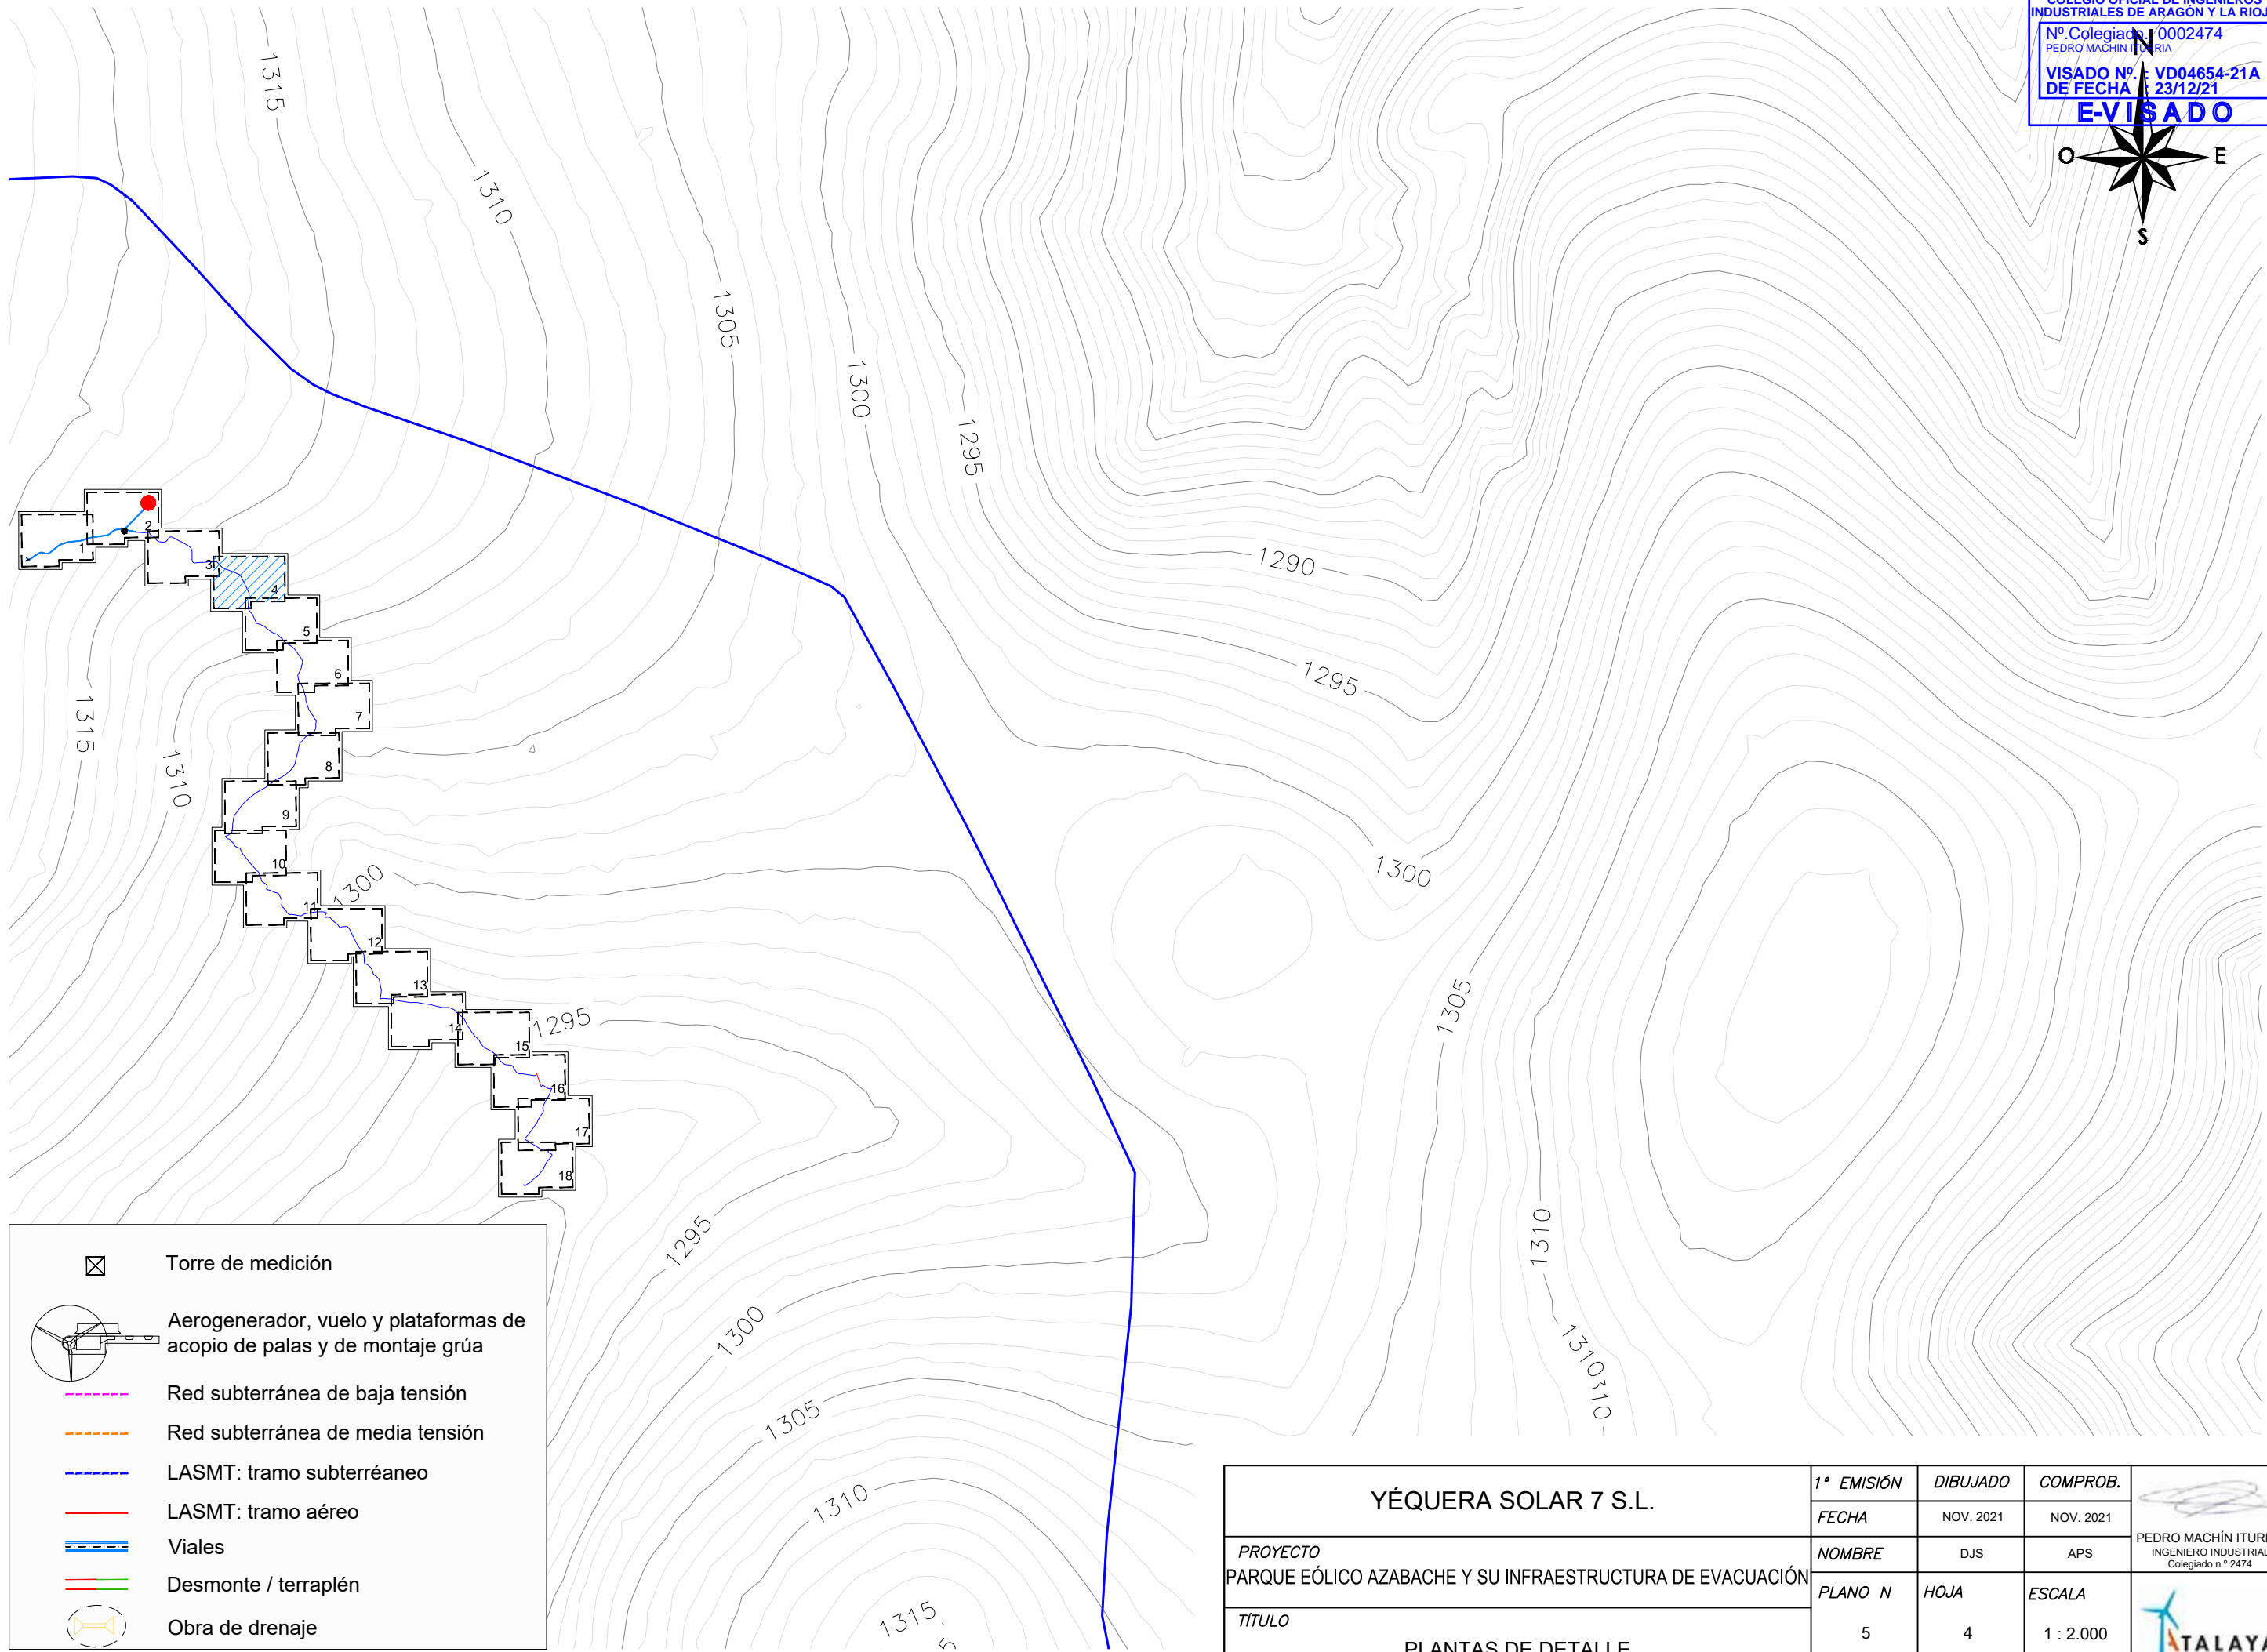 COLEGIO OFICIAL DE INGENIEROS
INDUSTRIALES DE ARAGÓN Y LA RIOJ
Nº.Colegiado.: 0002474
PEDRO MACHIN ITURRIA
VISADO Nº. : VD04654-21A
DE FECHA : 23/12/21
E-VISADO
N
O
E
S
1315
1310
1305
1300
1295
1290
1295
1300
1305
1310
1310
310
1315
1310
1300
1295
1295
1300
1305
1310
1315
5
1
2
3
4
5
6
7
8
9
10
11
12
13
14
15
16
17
18
Torre de medición
Aerogenerador, vuelo y plataformas de
acopio de palas y de montaje grúa
Red subterránea de baja tensión
Red subterránea de media tensión
LASMT: tramo subterréaneo
LASMT: tramo aéreo
Viales
Desmonte / terraplén
Obra de drenaje
YÉQUERA SOLAR 7 S.L.
PROYECTO
PARQUE EÓLICO AZABACHE Y SU INFRAESTRUCTURA DE EVACUACIÓN
TÍTULO
PLANTAS DE DETALLE
1ª EMISIÓN DIBUJADO COMPROB.
FECHA NOV. 2021 NOV. 2021
NOMBRE DJS APS
PLANO N HOJA ESCALA
5 4 1 : 2.000
PEDRO MACHÍN ITUR
INGENIERO INDUSTRIAL
Colegiado n.º 2474
ATALAYA